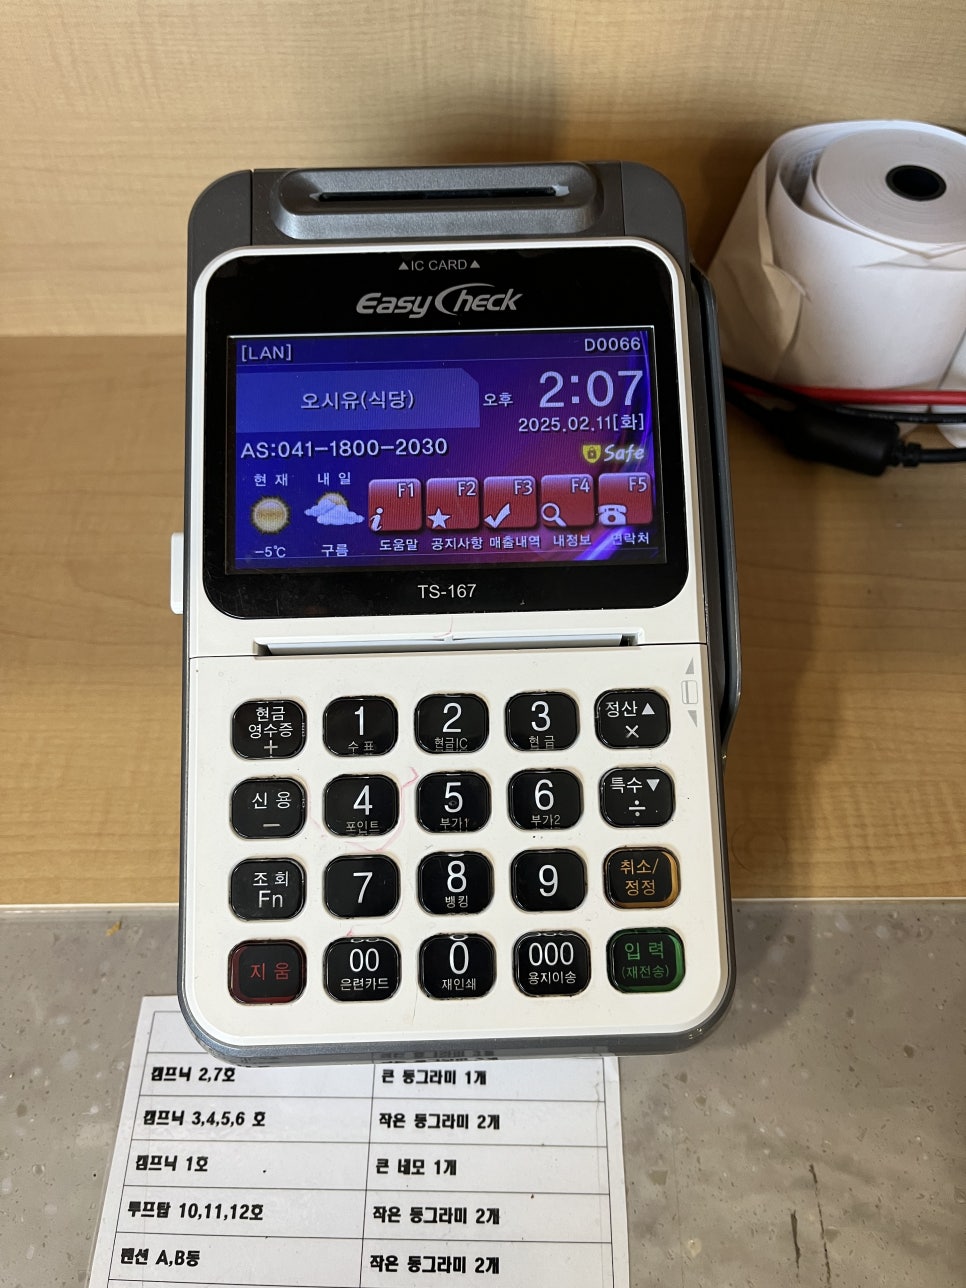 ▲IC CARD▲
EasyCheck
[LAN] D0066
오시유(식당) 오후 2:07
2025.02.11[화]
AS:041-1800-2030 Safe
현 재 내 일 F1 F2 F3 F4 F5
-5℃ 구름 도움말 공지사항 매출내역 내정보 연락처
TS-167
현금
영수증
+
1
수 표
2
현금IC
3
현 금
정산▲
×
신 용
－
4
포인트
5
부가1
6
부가2
특수▼
÷
조 회
Fn
7
8
뱅킹
9
취소/
정정
지 움
00
은련카드
0
재인쇄
000
용지이송
입 력
(재전송)
캠프닉 2,7호 큰 동그라미 1개
캠프닉 3,4,5,6 호 작은 동그라미 2개
캠프닉 1호 큰 네모 1개
루프탑 10,11,12호 작은 동그라미 2개
펜션 A,B동 작은 동그라미 2개